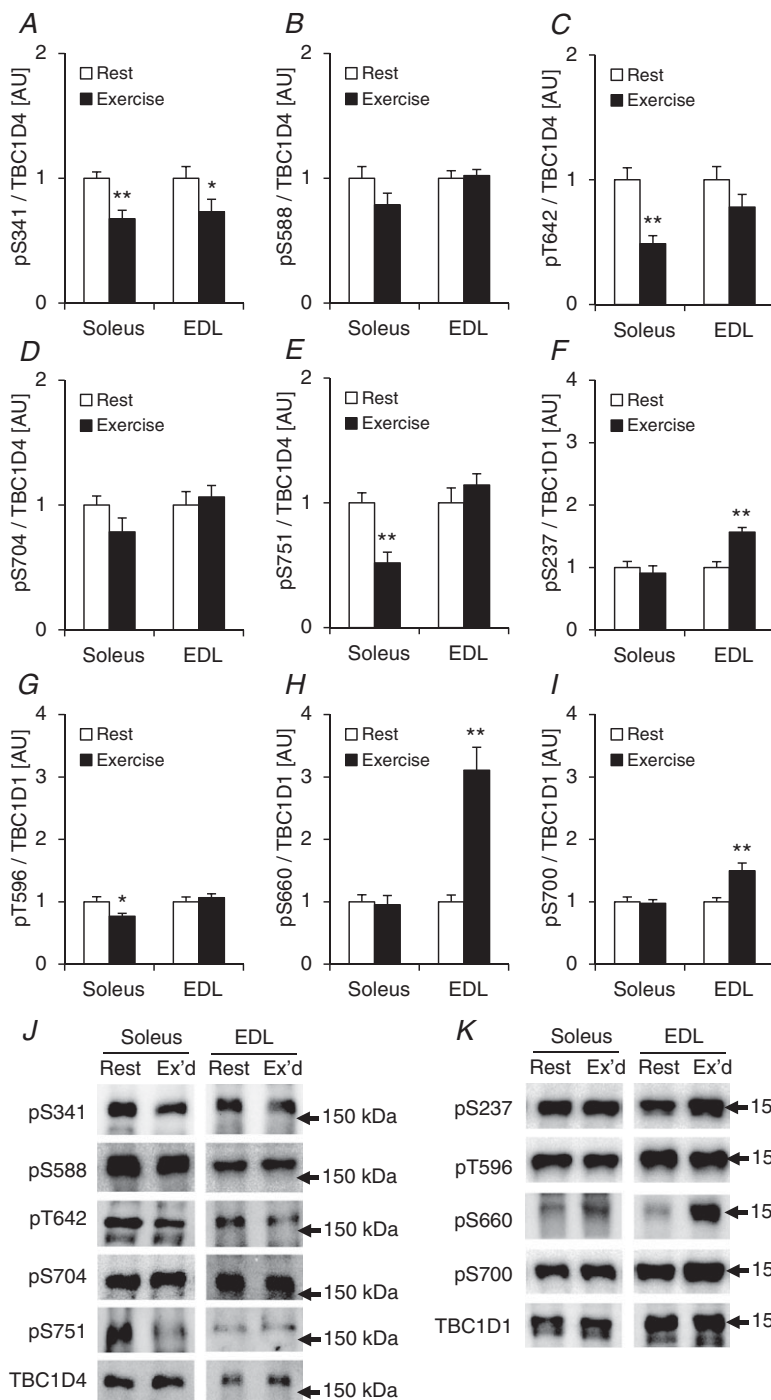 A
pS341 / TBC1D4 [AU]
2
1
0
Rest
Exercise
**
*
Soleus
EDL
B
pS588 / TBC1D4 [AU]
2
1
0
Rest
Exercise
Soleus
EDL
C
pT642 / TBC1D4 [AU]
2
1
0
Rest
Exercise
**
Soleus
EDL
D
pS704 / TBC1D4 [AU]
2
1
0
Rest
Exercise
Soleus
EDL
E
pS751 / TBC1D4 [AU]
2
1
0
Rest
Exercise
**
Soleus
EDL
F
pS237 / TBC1D1 [AU]
4
3
2
1
0
Rest
Exercise
**
Soleus
EDL
G
pT596 / TBC1D1 [AU]
4
3
2
1
0
Rest
Exercise
*
Soleus
EDL
H
pS660 / TBC1D1 [AU]
4
3
2
1
0
Rest
Exercise
**
Soleus
EDL
I
pS700 / TBC1D1 [AU]
4
3
2
1
0
Rest
Exercise
**
Soleus
EDL
J
Soleus EDL
Rest Ex'd Rest Ex'd
pS341 150 kDa
pS588 150 kDa
pT642 150 kDa
pS704 150 kDa
pS751 150 kDa
TBC1D4 150 kDa
K
Soleus EDL
Rest Ex'd Rest Ex'd
pS237 15
pT596 15
pS660 15
pS700 15
TBC1D1 15